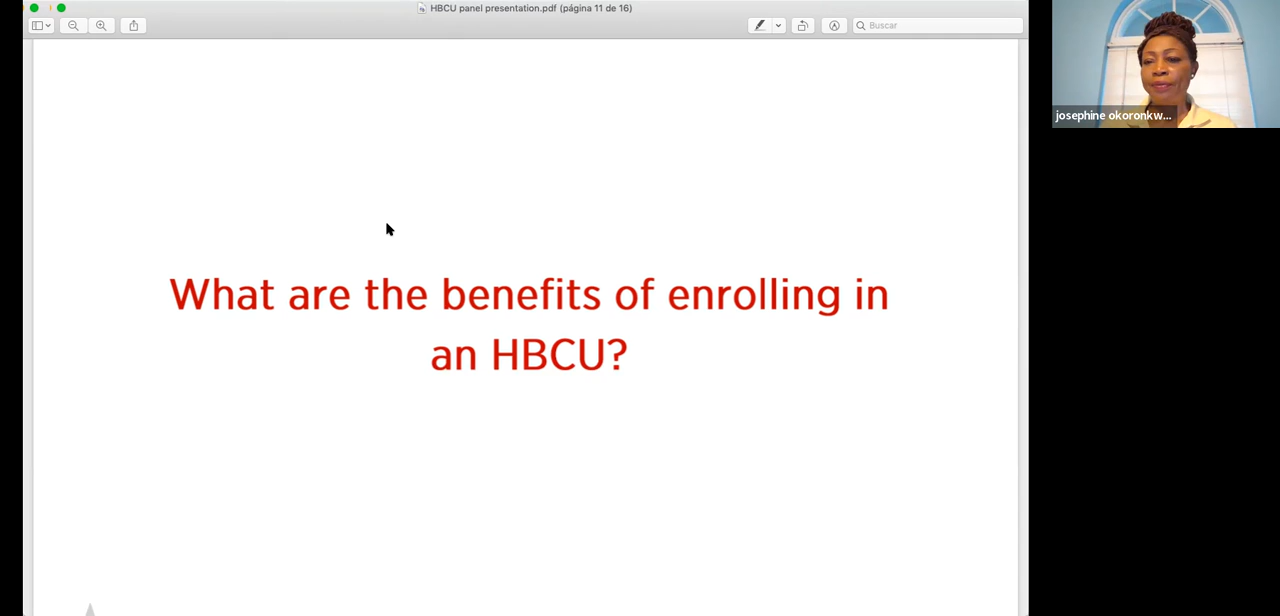 HBCU panel presentation.pdf (página 11 de 16)
Buscar
josephine okoronkw...
What are the benefits of enrolling in
an HBCU?